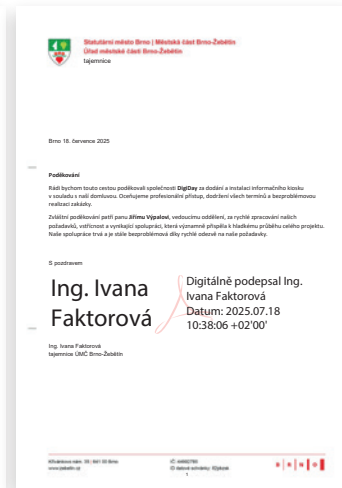 Statutární město Brno | Městská část Brno-Žebětín
Úřad městské části Brno-Žebětín
tajemnice
Brno 18. července 2025
Poděkování
Rádi bychom touto cestou poděkovali společnosti DigiDay za dodání a instalaci informačního kiosku
v souladu s naší domluvou. Oceňujeme profesionální přístup, dodržení všech termínů a bezproblémovou
realizaci zakázky.
Zvláštní poděkování patří panu Jiřímu Výpalovi, vedoucímu oddělení, za rychlé zpracování našich
požadavků, vstřícnost a vynikající spolupráci, která významně přispěla k hladkému průběhu celého projektu.
Naše spolupráce trvá a je stále bezproblémová díky rychlé odezvě na naše požadavky.
S pozdravem
Ing. Ivana
Faktorová
Digitálně podepsal Ing.
Ivana Faktorová
Datum: 2025.07.18
10:38:06 +02'00'
Ing. Ivana Faktorová
tajemnice ÚMČ Brno-Žebětín
www.zebetin.cz
1
B R N O